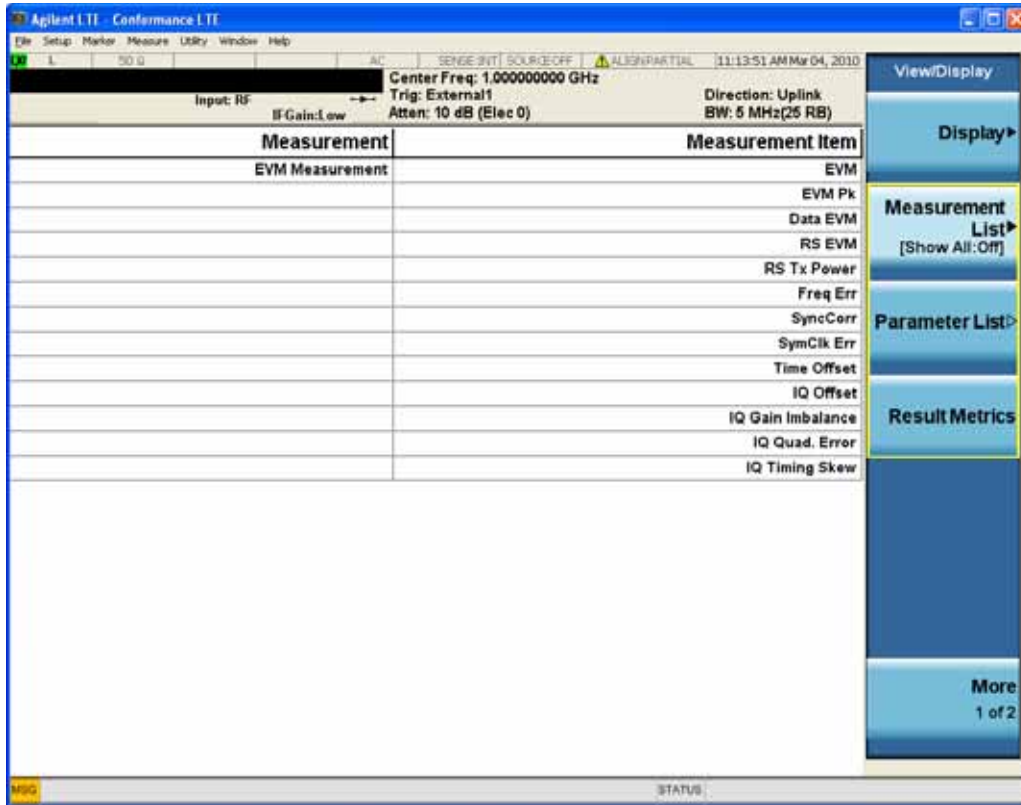 Agilent LTE - Conformance LTE
File Setup Marker Measure Utility Window Help
L 50 Ω AC SENSE:INT SOURCE OFF ALIGN PARTIAL 11:13:51 AM Mar 04, 2010
Center Freq: 1.000000000 GHz
Input: RF Trig: External1 Direction: Uplink
IFGain:Low Atten: 10 dB (Elec 0) BW: 5 MHz(25 RB)
Measurement Measurement Item
EVM Measurement EVM
EVM Pk
Data EVM
RS EVM
RS Tx Power
Freq Err
SyncCorr
SymClk Err
Time Offset
IQ Offset
IQ Gain Imbalance
IQ Quad. Error
IQ Timing Skew
View/Display
Display
Measurement
List
[Show All:Off]
Parameter List
Result Metrics
More
1 of 2
MSG STATUS